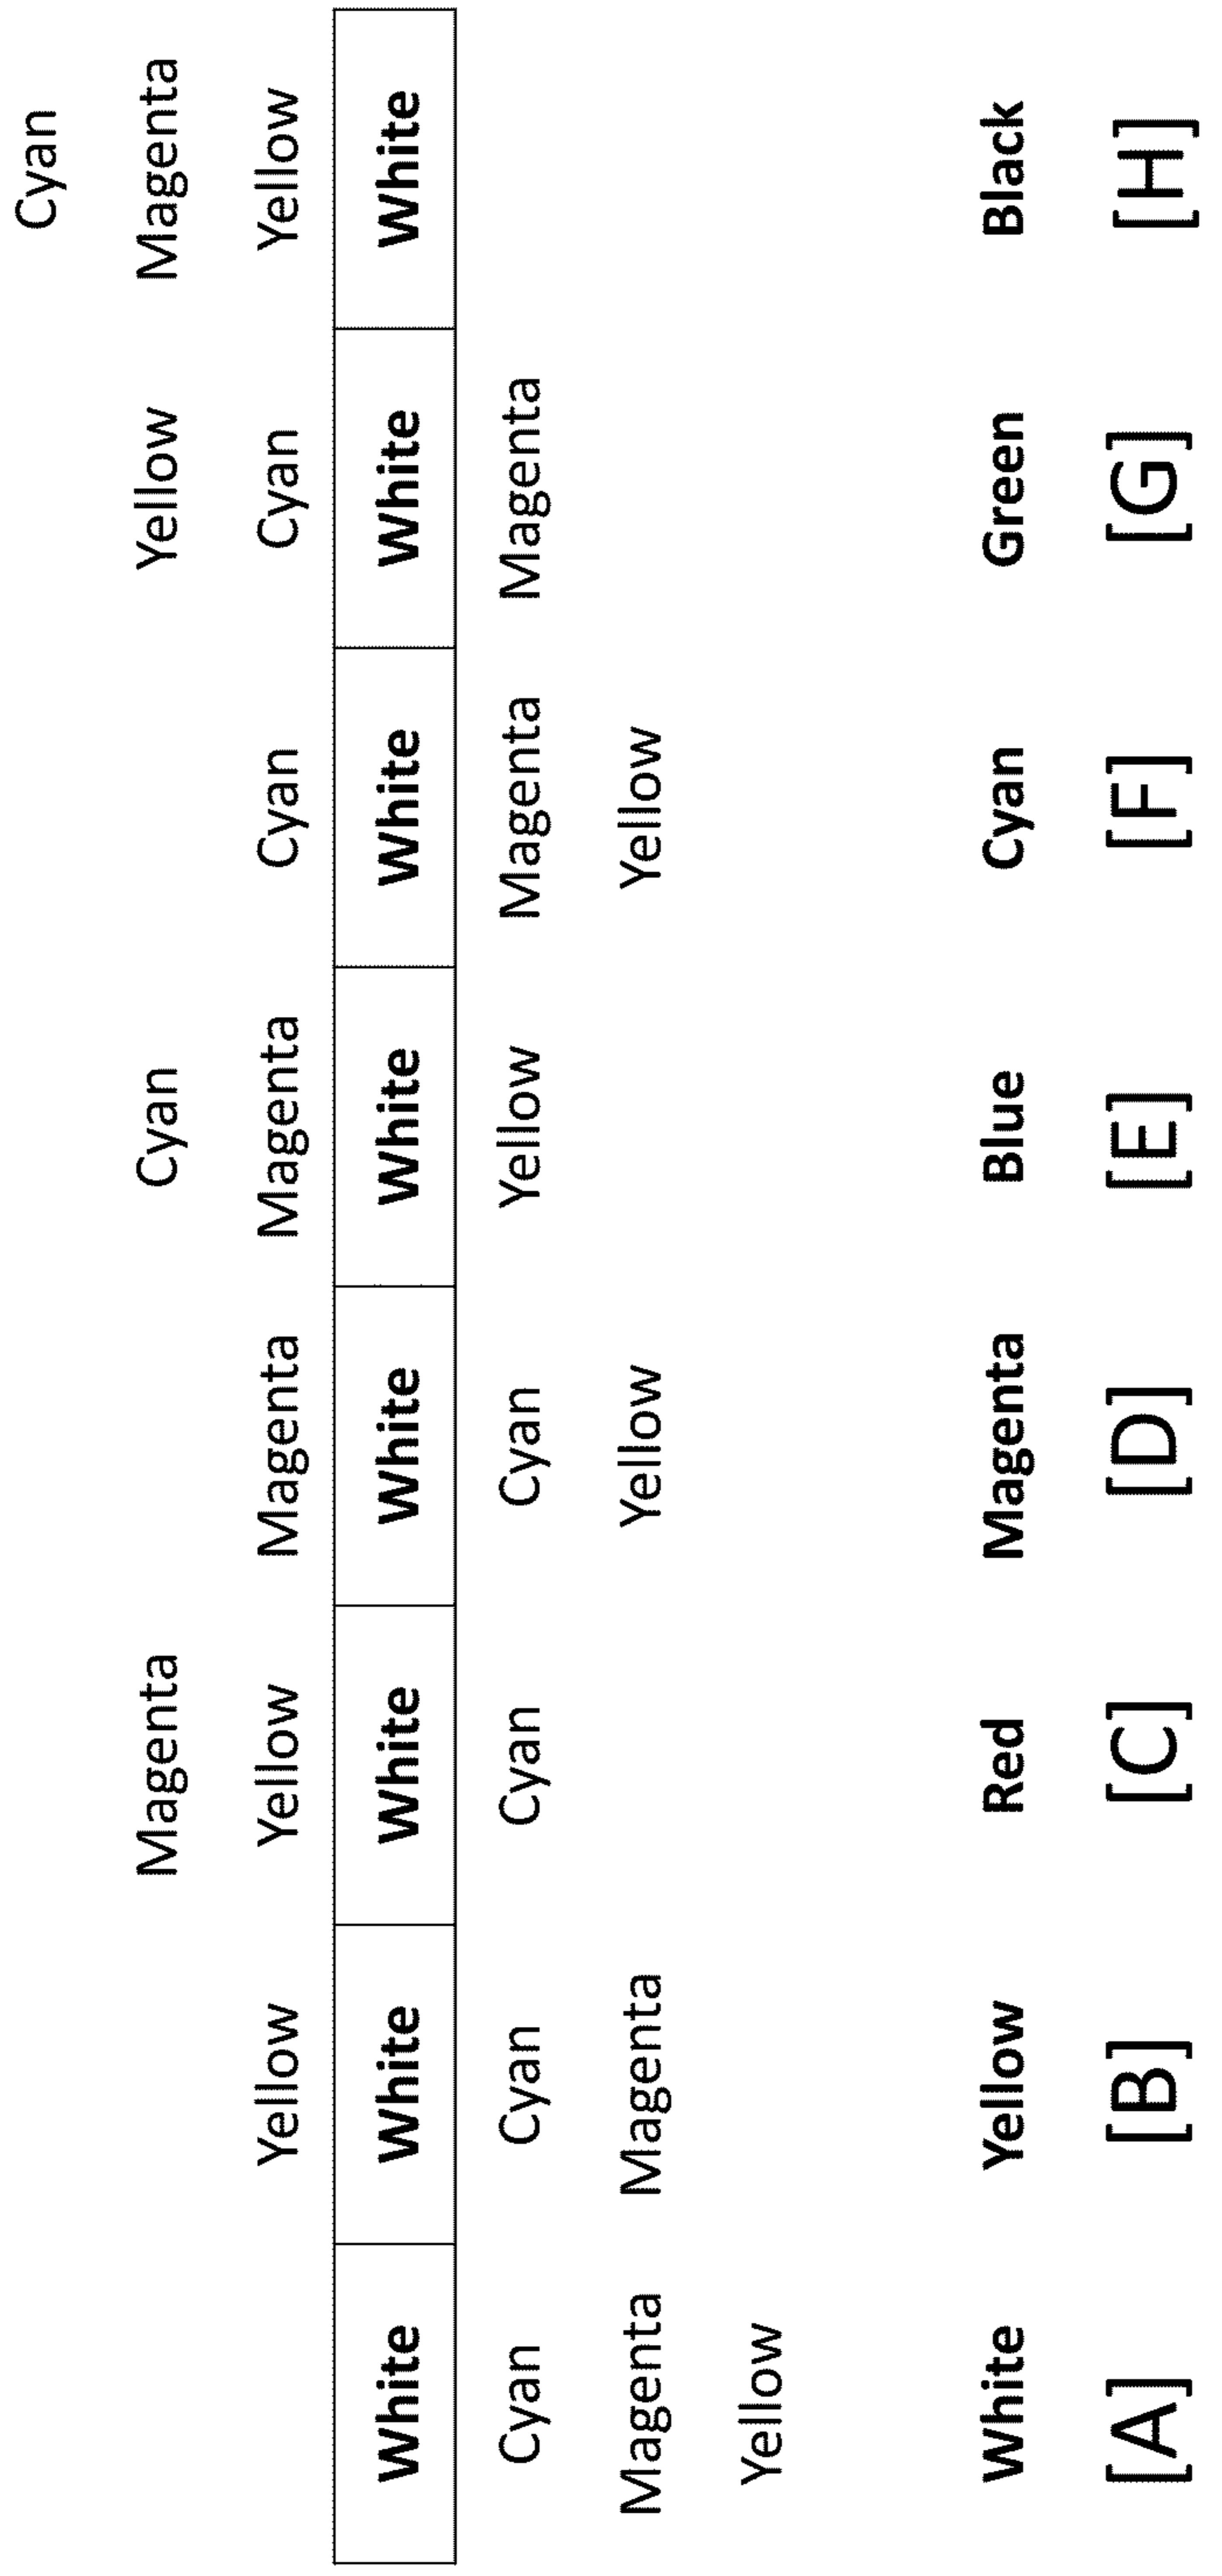 Cyan
Magenta Yellow Cyan Magenta
Yellow Yellow Magenta Magenta Cyan Cyan Yellow
White White White White White White White White
Cyan Cyan Cyan Cyan Yellow Magenta Magenta
Magenta Magenta Yellow Yellow
Yellow
White Yellow Red Magenta Blue Cyan Green Black
[A] [B] [C] [D] [E] [F] [G] [H]